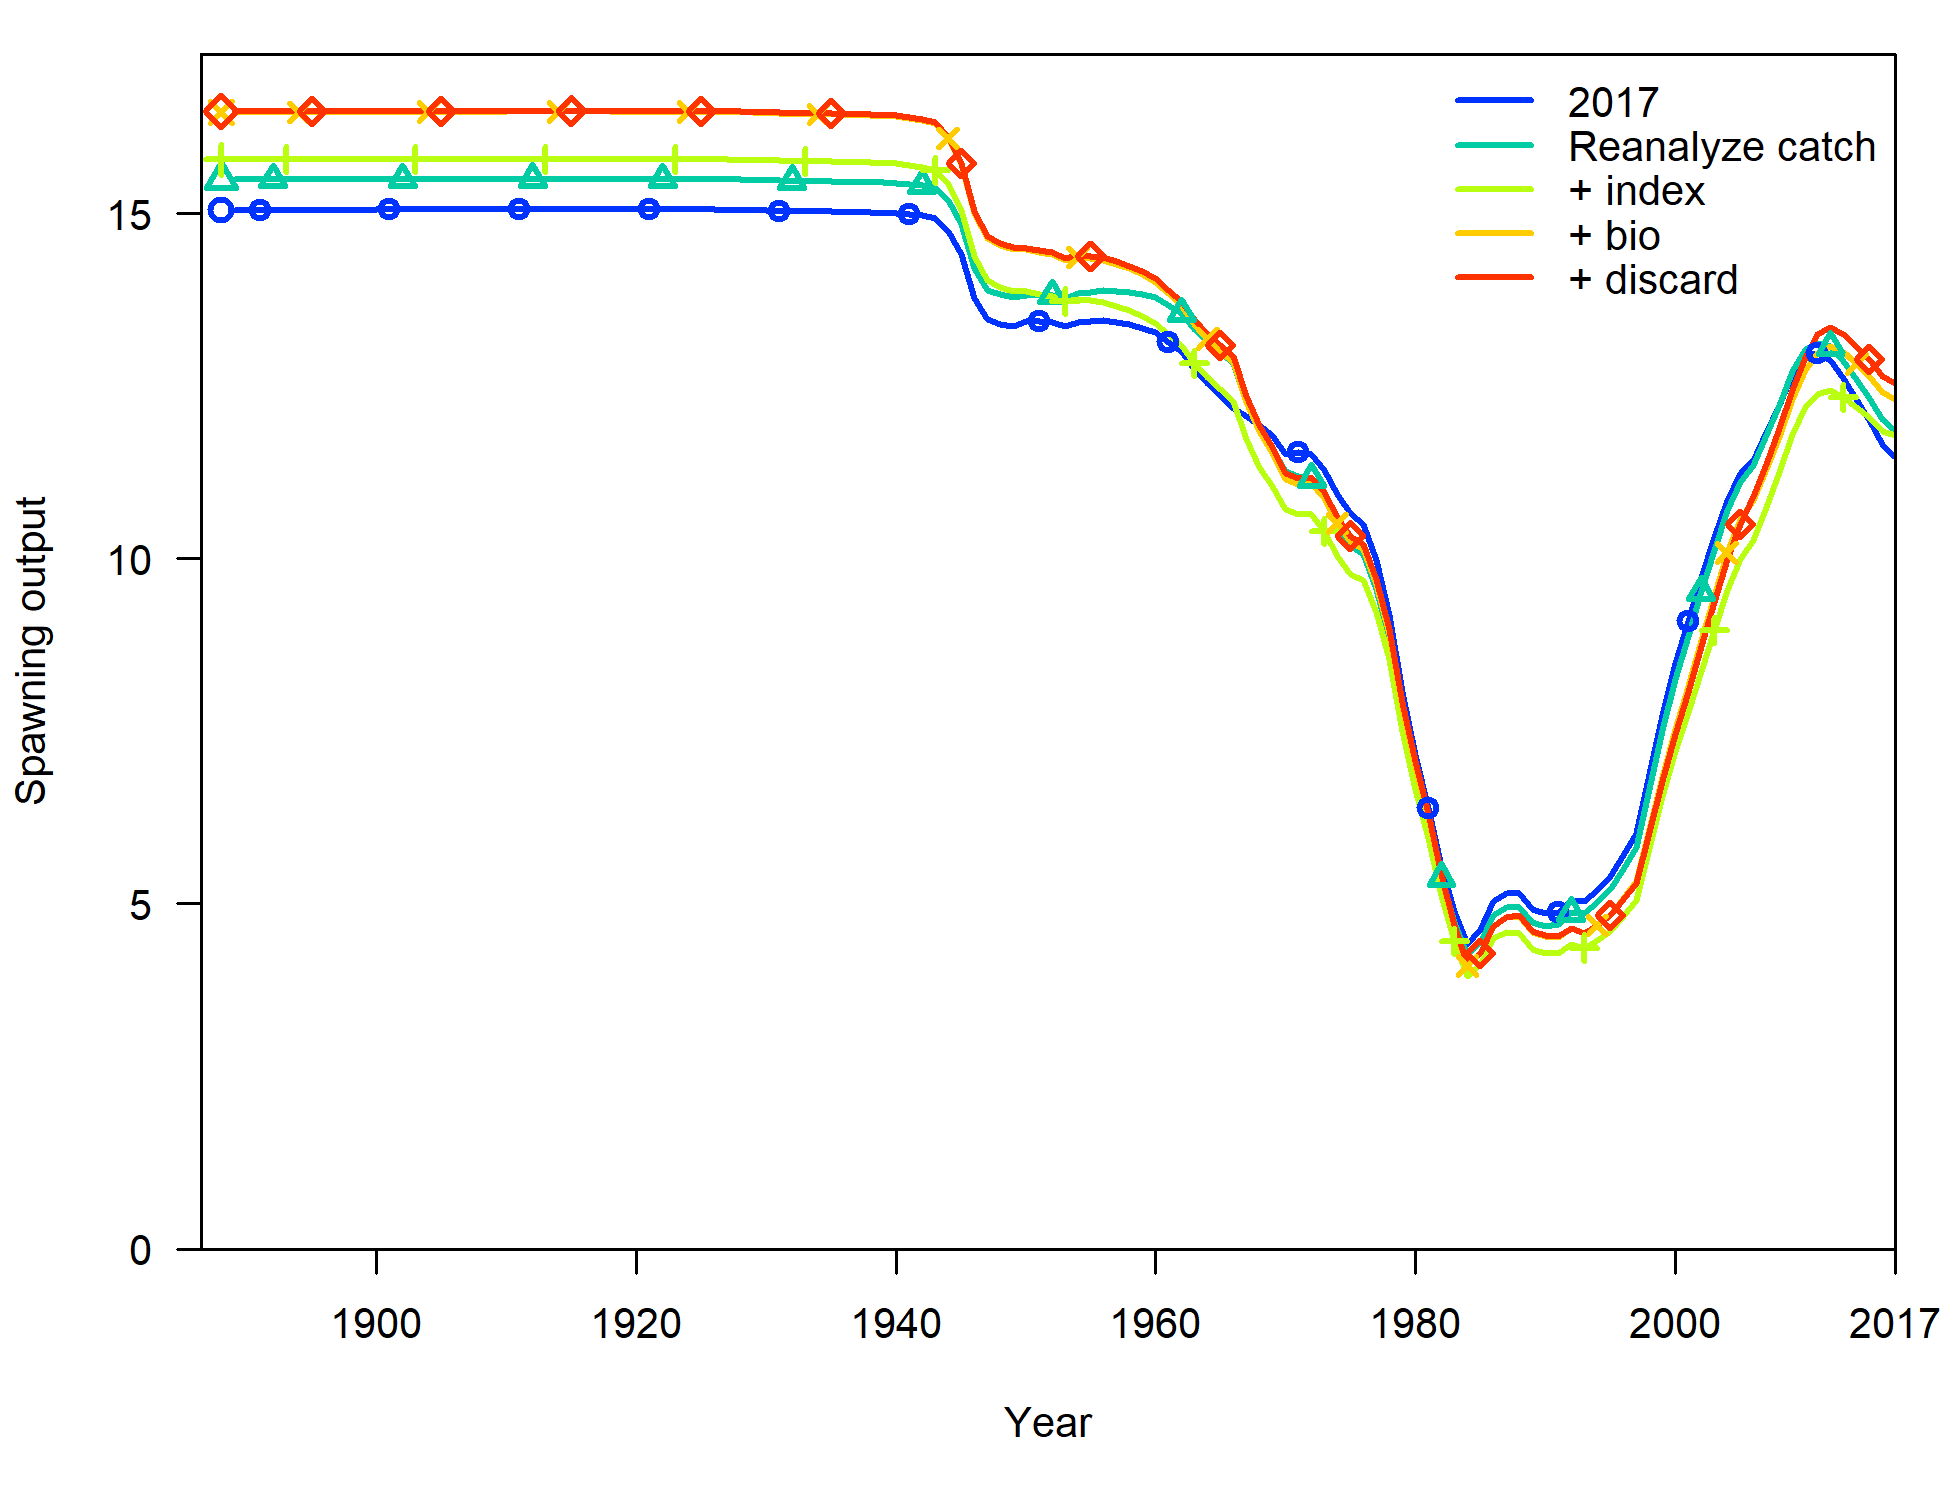 2017
Reanalyze catch
+ index
+ bio
+ discard
Spawning output
15
10
5
0
1900 1920 1940 1960 1980 2000 2017
Year